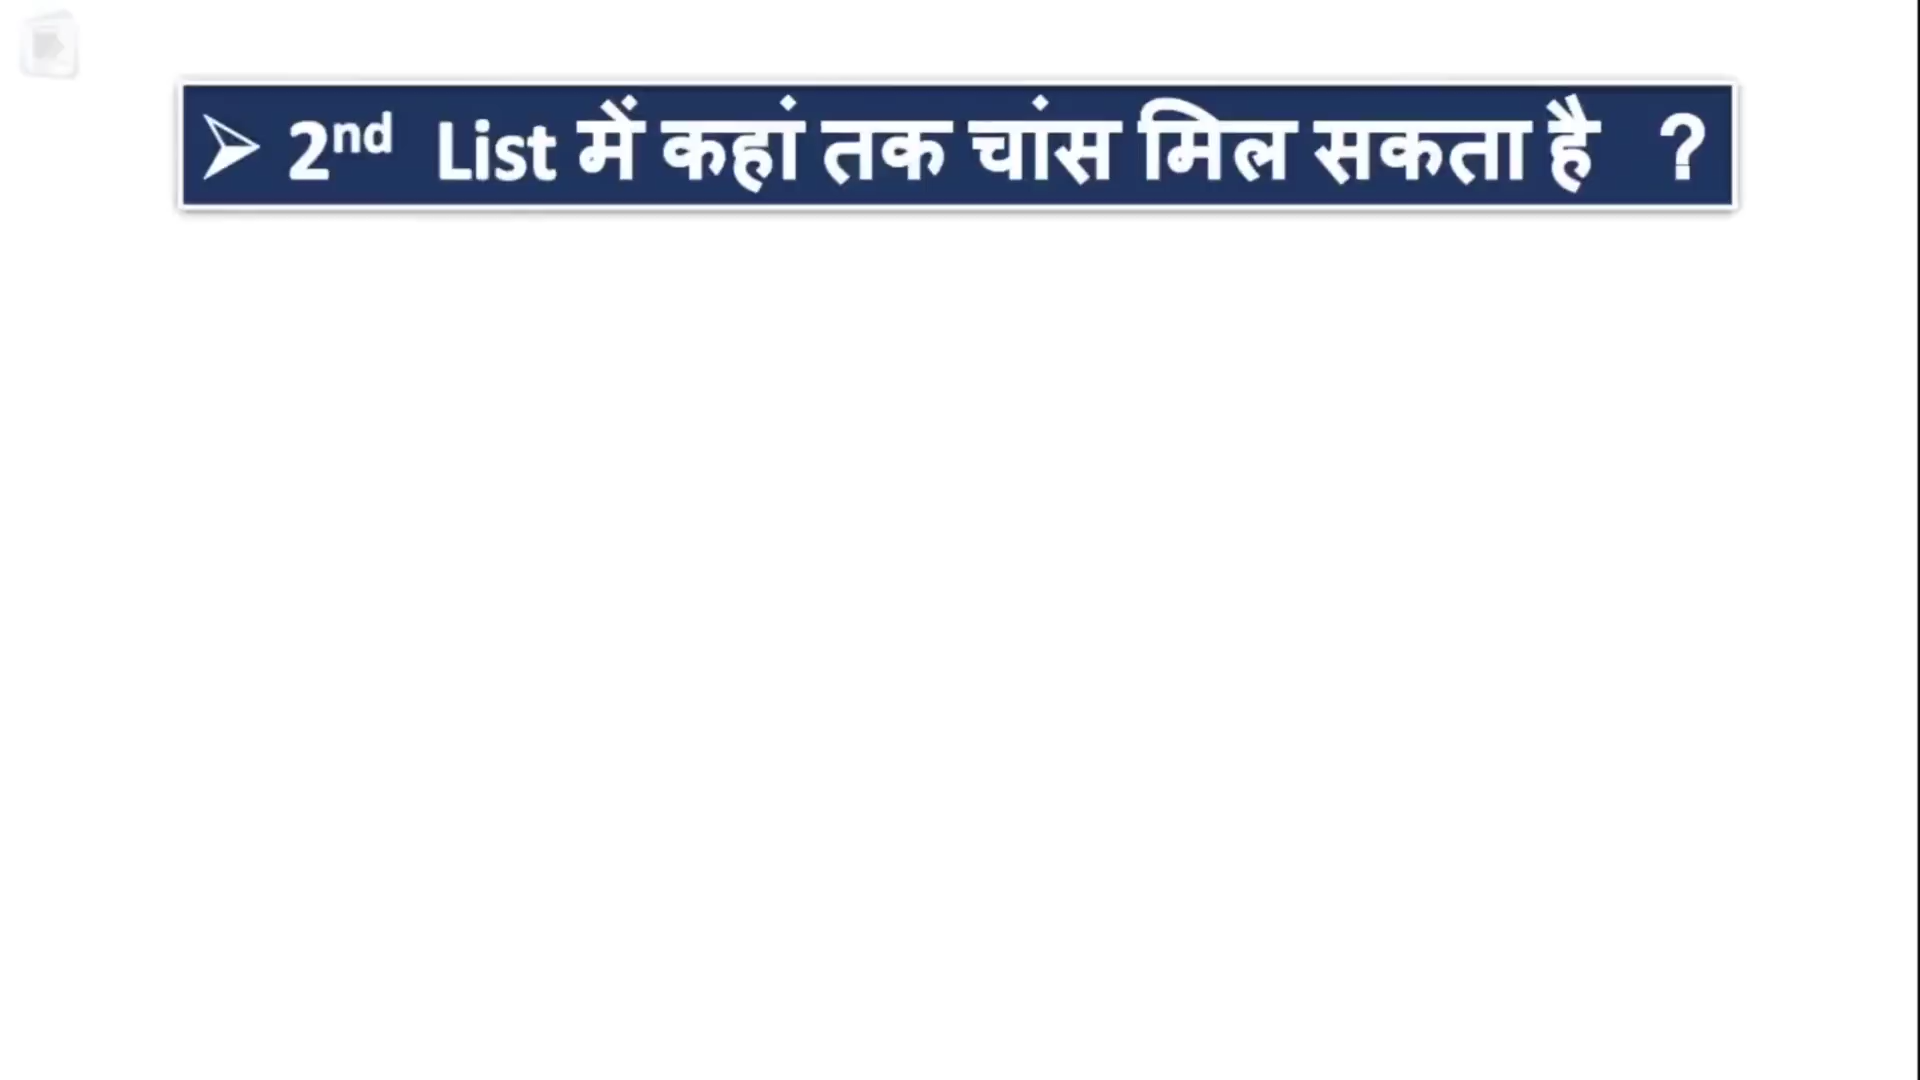 ➢ 2nd List में कहां तक चांस मिल सकता है ?